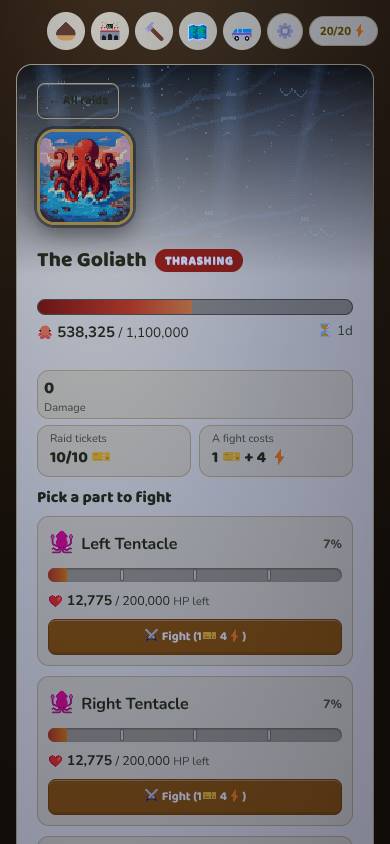 20/20
← All raids
The Goliath THRASHING
538,325 / 1,100,000 1d
0
Damage
Raid tickets
10/10
A fight costs
1 + 4
Pick a part to fight
Left Tentacle 7%
12,775 / 200,000 HP left
Fight (1 4 )
Right Tentacle 7%
12,775 / 200,000 HP left
Fight (1 4 )